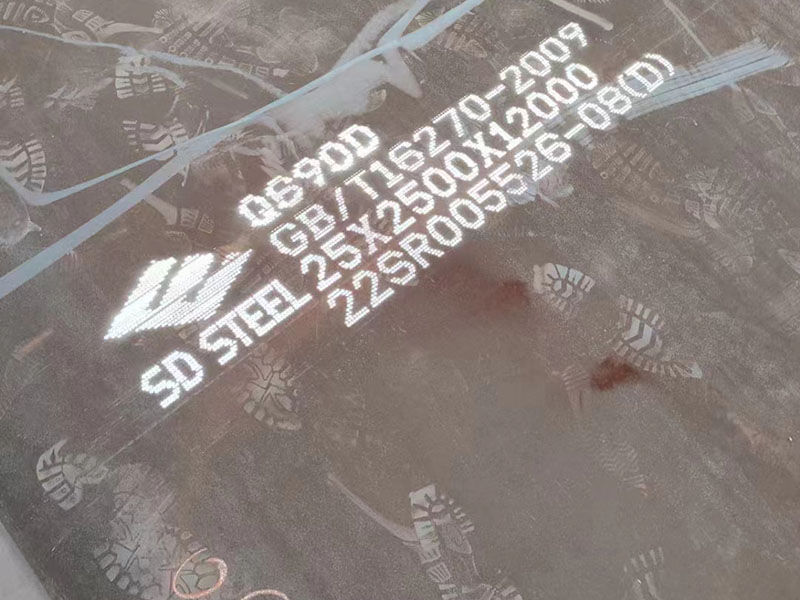 Q690D
GB/T16270-2009
25X2500X12000
SD STEEL
22SR005526-08(D)